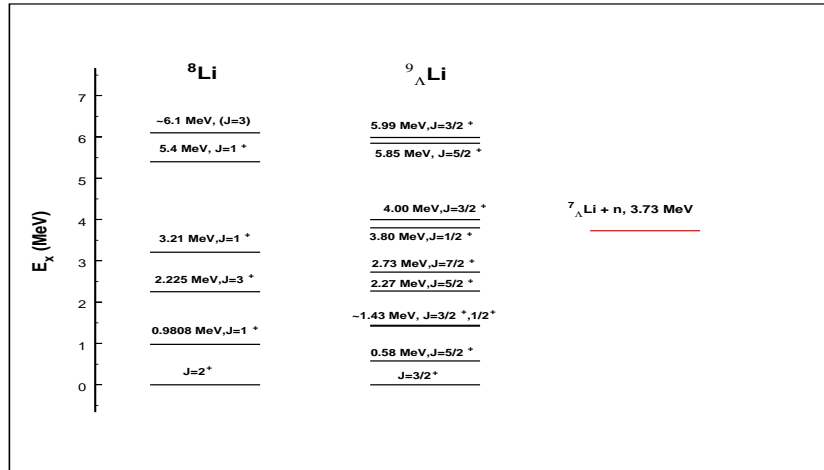 ⁸Li
⁹ΛLi
7
~6.1 MeV, (J=3)
5.99 MeV,J=3/2 ⁺
6
5.4 MeV, J=1 ⁺
5.85 MeV, J=5/2 ⁺
5
4.00 MeV,J=3/2 ⁺
⁷ΛLi + n, 3.73 MeV
4
3.21 MeV,J=1 ⁺
3.80 MeV,J=1/2 ⁺
3
Eₓ (MeV)
2.225 MeV,J=3 ⁺
2.73 MeV,J=7/2 ⁺
2.27 MeV,J=5/2 ⁺
2
~1.43 MeV, J=3/2 ⁺,1/2⁺
0.9808 MeV,J=1 ⁺
1
0.58 MeV,J=5/2 ⁺
J=2⁺
J=3/2⁺
0